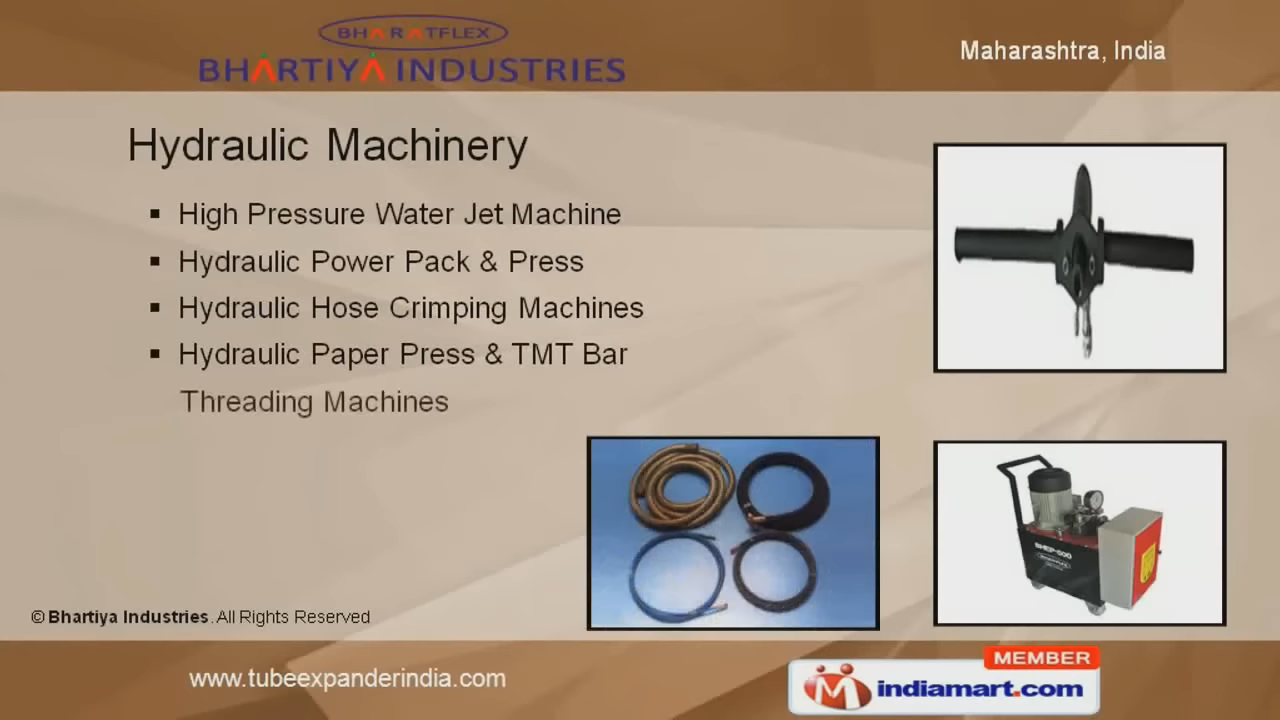 BHARATFLEX
BHARTIYA INDUSTRIES
Maharashtra, India
Hydraulic Machinery
▪ High Pressure Water Jet Machine
▪ Hydraulic Power Pack & Press
▪ Hydraulic Hose Crimping Machines
▪ Hydraulic Paper Press & TMT Bar
Threading Machines
BHEP-500
© Bhartiya Industries. All Rights Reserved
www.tubeexpanderindia.com
MEMBER
indiamart.com